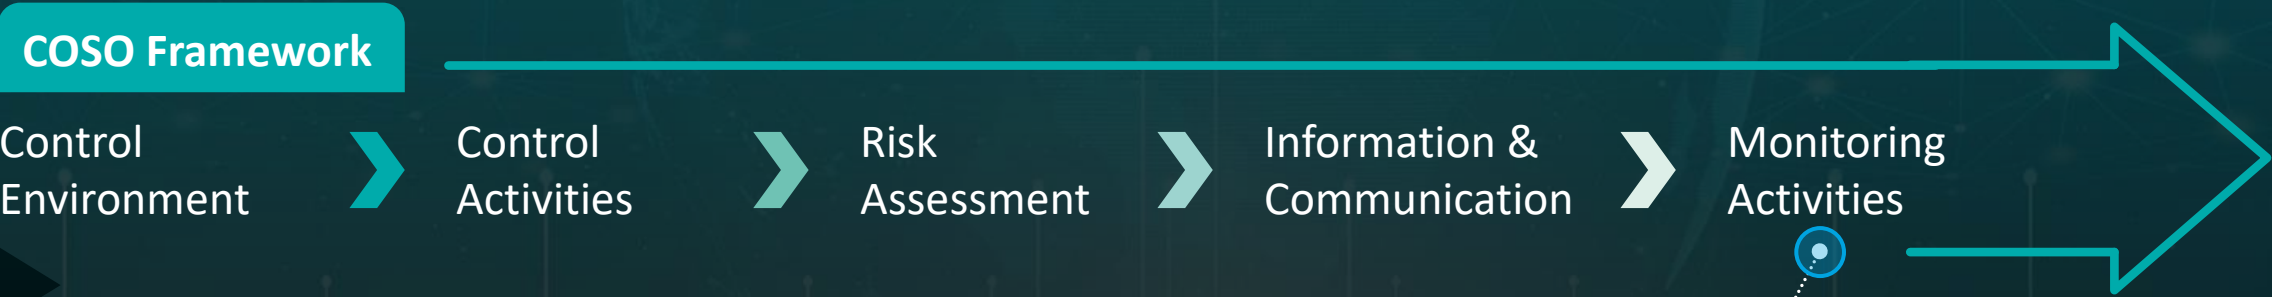 COSO Framework
Control
Environment
Control
Activities
Risk
Assessment
Information &
Communication
Monitoring
Activities